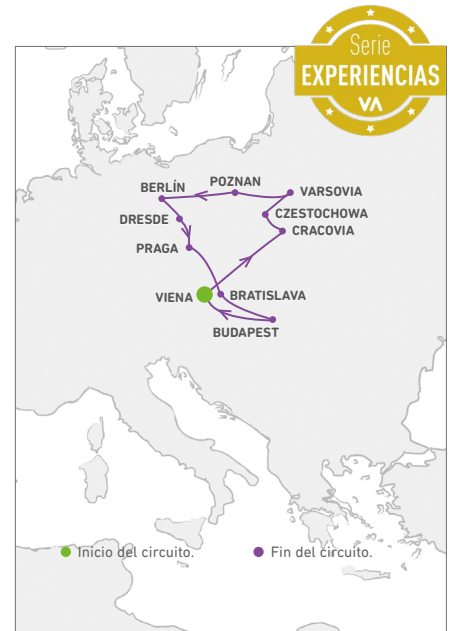 Serie
EXPERIENCIAS
VA
BERLÍN
POZNAN
VARSOVIA
DRESDE
CZESTOCHOWA
CRACOVIA
PRAGA
VIENA
BRATISLAVA
BUDAPEST
Inicio del circuito.
Fin del circuito.